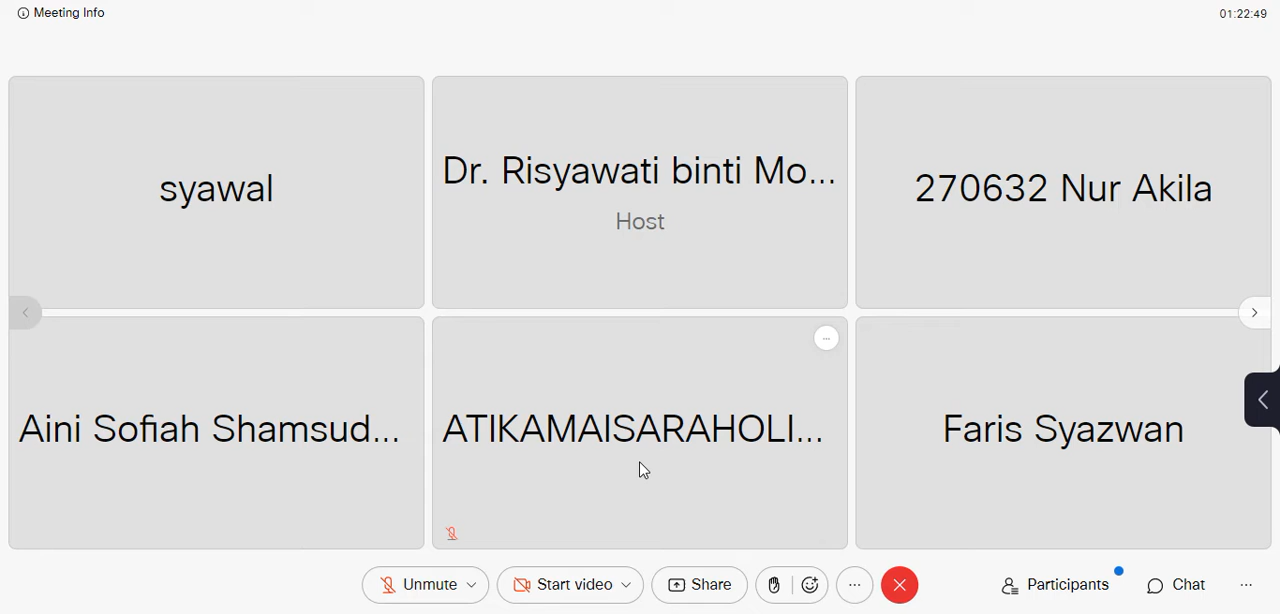 Meeting Info
01:22:49
syawal
Dr. Risyawati binti Mo...
Host
270632 Nur Akila
Aini Sofiah Shamsud...
ATIKAMAISARAHOLI...
Faris Syazwan
Unmute
Start video
Share
Participants
Chat